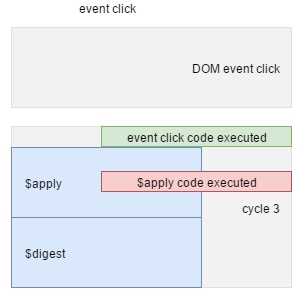 event click
DOM event click
event click code executed
$apply
$apply code executed
cycle 3
$digest